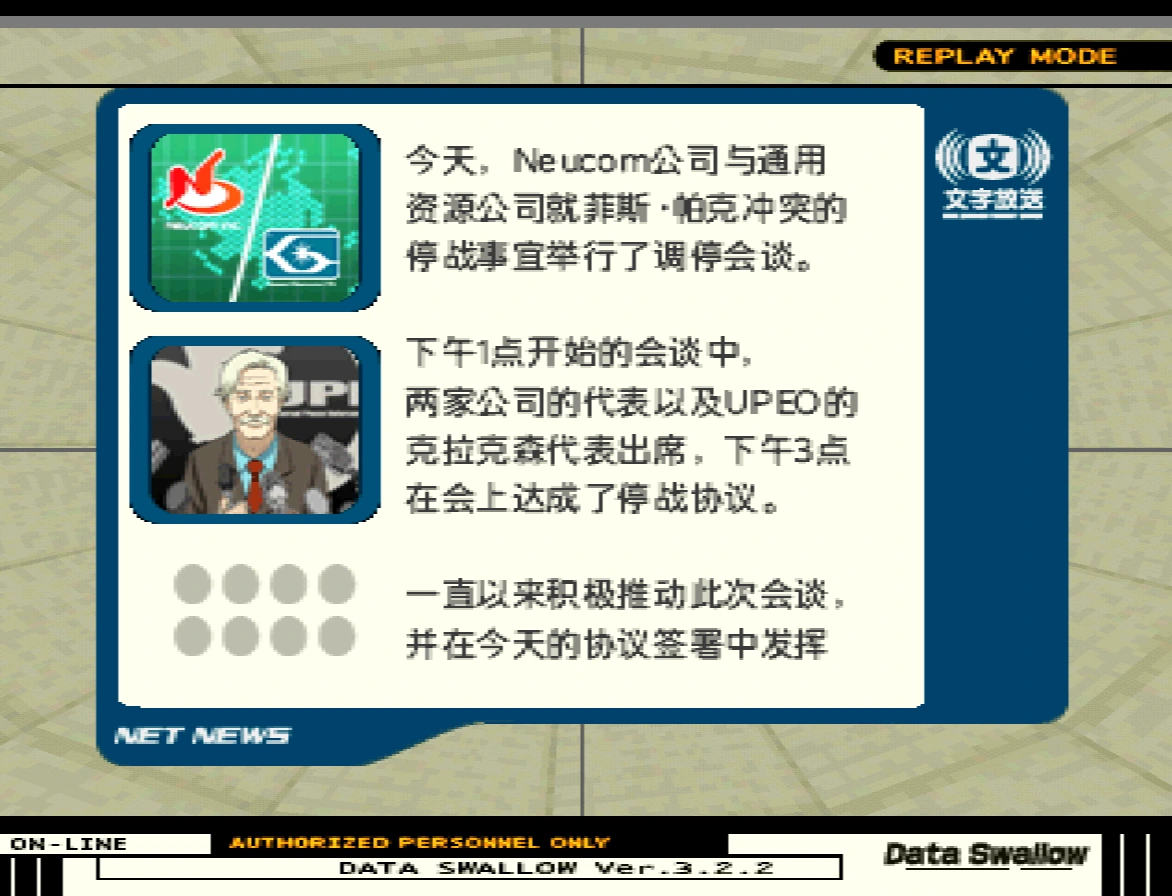 REPLAY MODE
今天，Neucom公司与通用
资源公司就菲斯·帕克冲突的
停战事宜举行了调停会谈。
文
文字放送
下午1点开始的会谈中，
两家公司的代表以及UPEO的
克拉克森代表出席，下午3点
在会上达成了停战协议。
一直以来积极推动此次会谈，
并在今天的协议签署中发挥
UPE
NET NEWS
ON-LINE
AUTHORIZED PERSONNEL ONLY
DATA SWALLOW Ver.3.2.2
Data Swallow